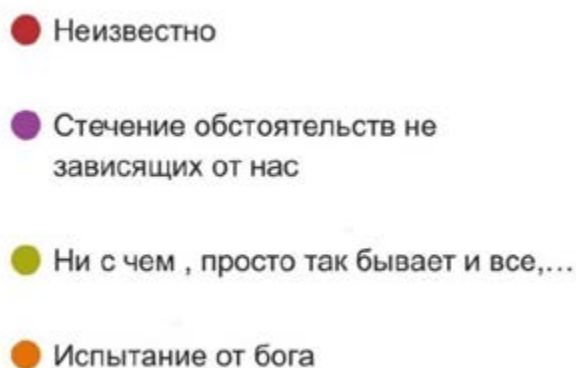 Неизвестно
Стечение обстоятельств не
зависящих от нас
Ни с чем , просто так бывает и все,...
Испытание от бога